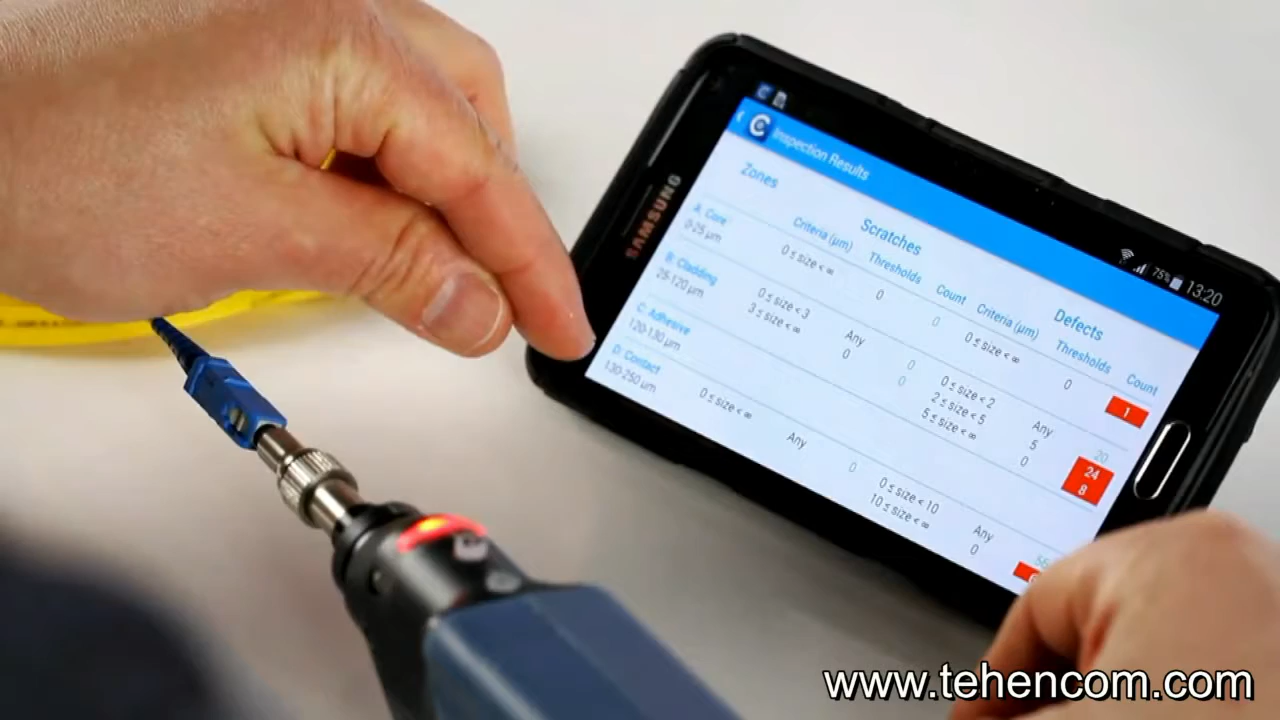 SAMSUNG
Inspection Results
75% 13:20
Zones
Scratches
Defects
Criteria (µm) Thresholds Count Criteria (µm) Thresholds Count
A: Core
0-25 µm
0 ≤ size < ∞ 0 0 0 ≤ size < ∞ 0 1
B: Cladding
25-120 µm
0 ≤ size < 3 Any 0 0 ≤ size < 2 Any 20
3 ≤ size < ∞ 0 0 2 ≤ size < 5 5 24
5 ≤ size < ∞ 0 8
C: Adhesive
120-130 µm
D: Contact
130-250 µm
0 ≤ size < ∞ Any 0 0 ≤ size < 10 Any
10 ≤ size < ∞ 0
www.tehencom.com